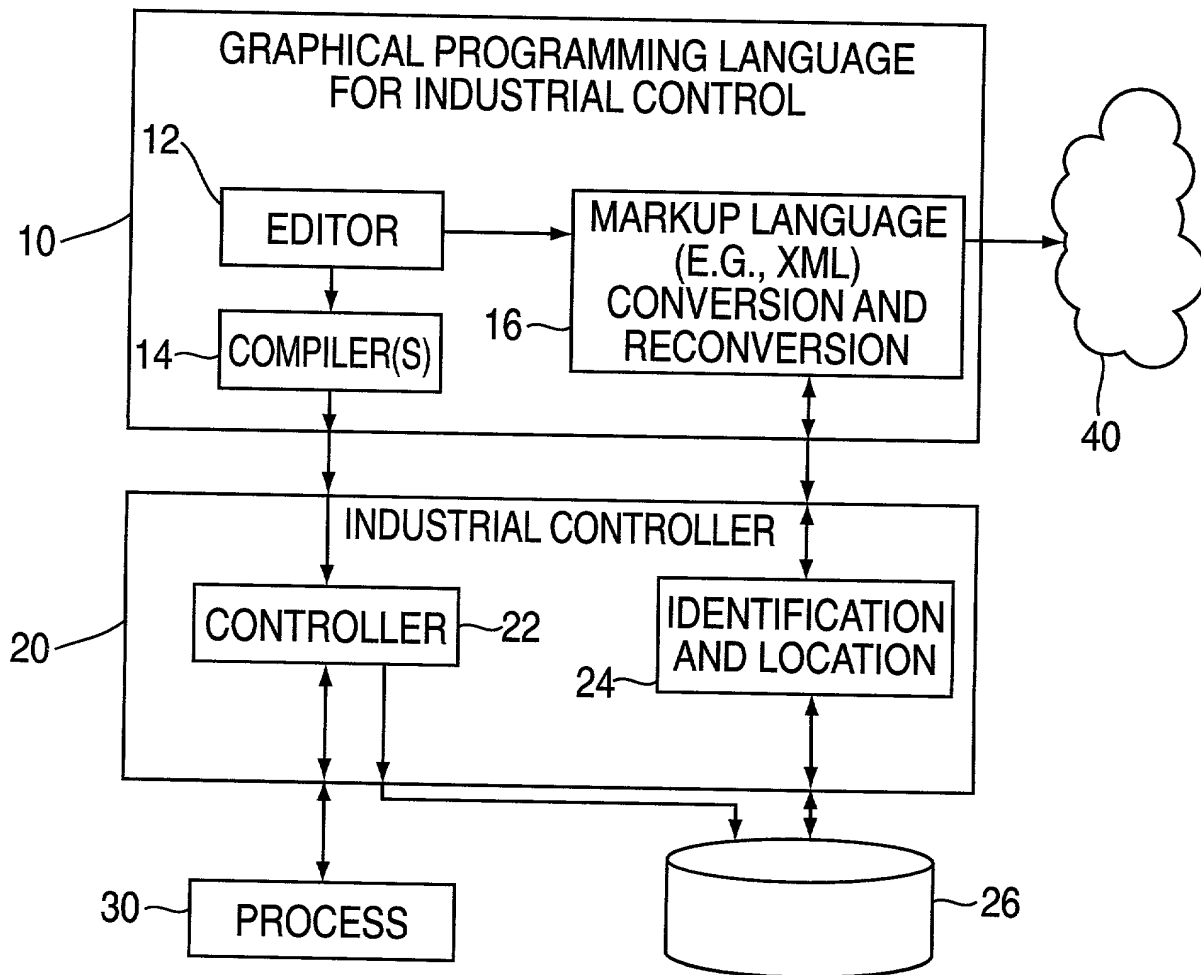 GRAPHICAL PROGRAMMING LANGUAGE
FOR INDUSTRIAL CONTROL
12
10
EDITOR
MARKUP LANGUAGE
(E.G., XML)
CONVERSION AND
RECONVERSION
16
14
COMPILER(S)
40
INDUSTRIAL CONTROLLER
20
CONTROLLER
22
IDENTIFICATION
AND LOCATION
24
30
PROCESS
26